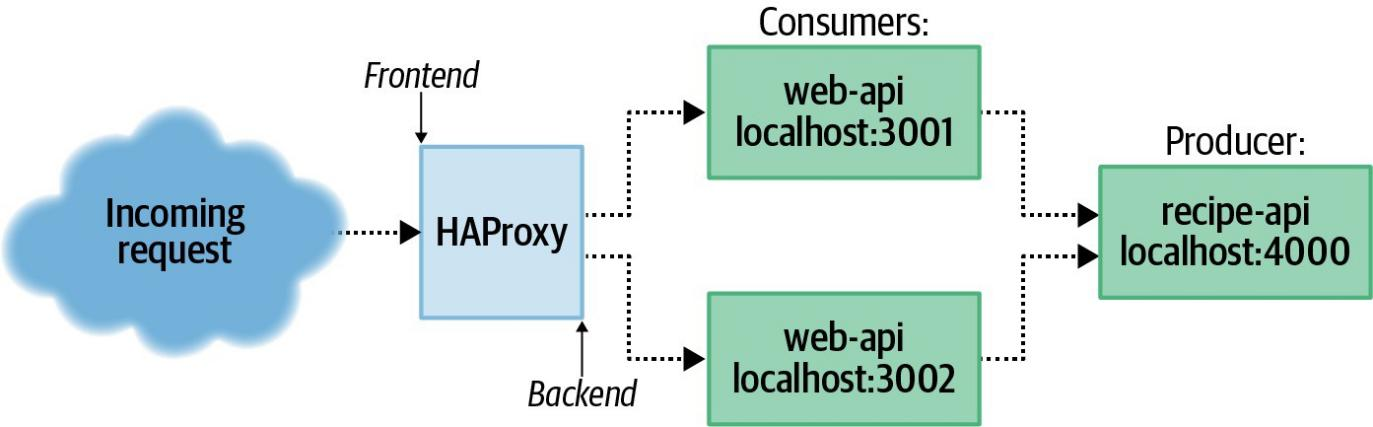 Consumers:
Frontend
web-api
localhost:3001
Producer:
Incoming
request
HAProxy
recipe-api
localhost:4000
web-api
localhost:3002
Backend